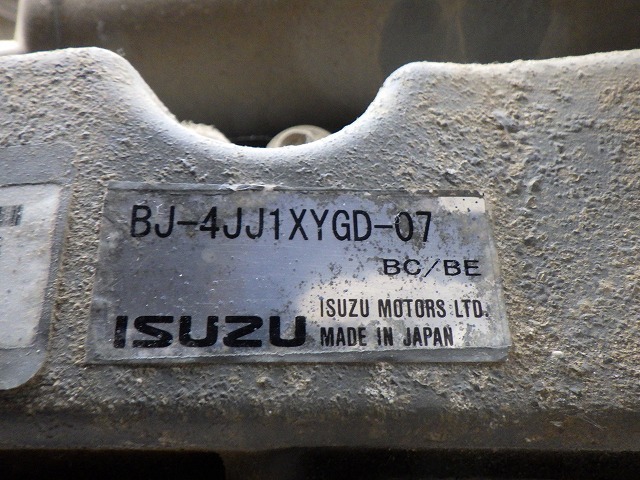 BJ-4JJ1XYGD-07
BC/BE
ISUZU
ISUZU MOTORS LTD.
MADE IN JAPAN